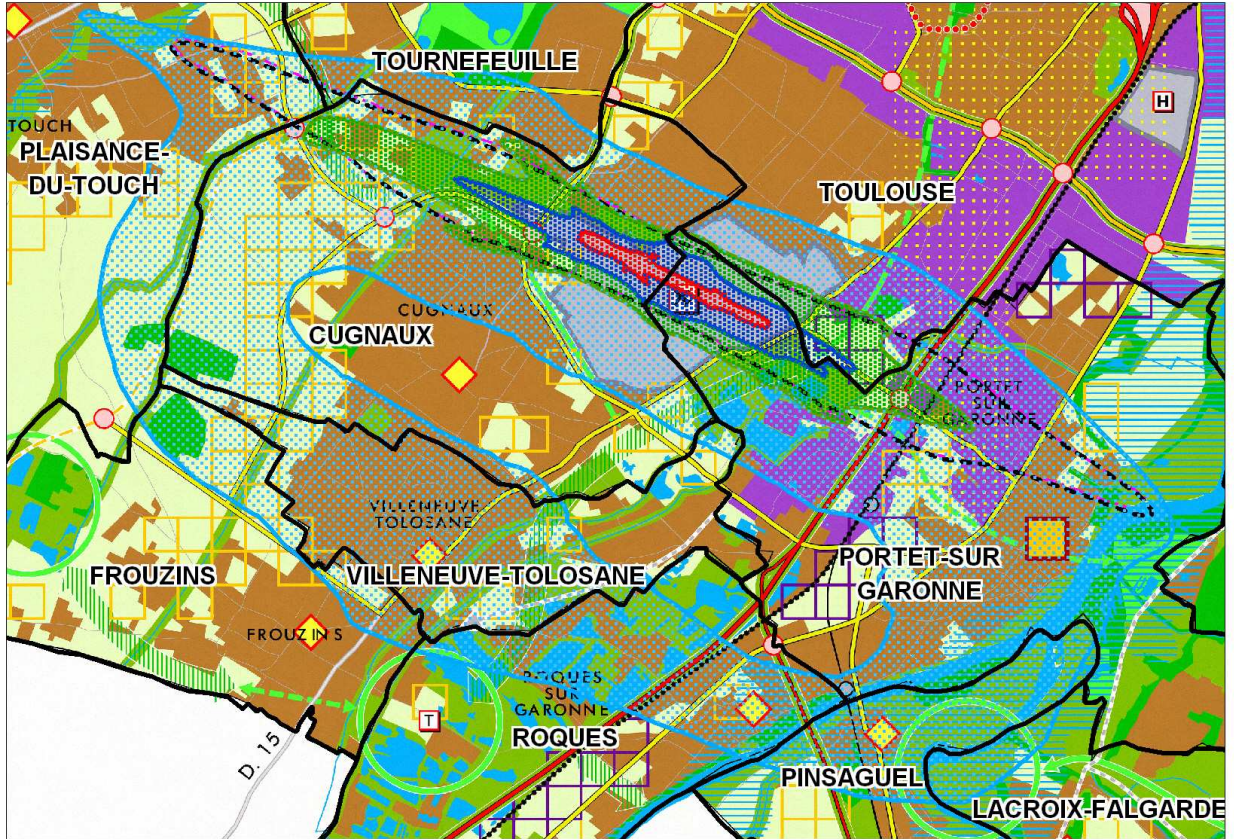 TOURNEFEUILLE
H
TOUCH
PLAISANCE-
DU-TOUCH
TOULOUSE
CUGNAUX
CUGNAUX
PORTET
SUR
GARONNE
VILLENEUVE
TOLOSANE
PORTET-SUR
GARONNE
FROUZINS
VILLENEUVE-TOLOSANE
FROUZINS
ROQUES
SUR
GARONNE
T
ROQUES
D. 15
PINSAGUEL
LACROIX-FALGARDE